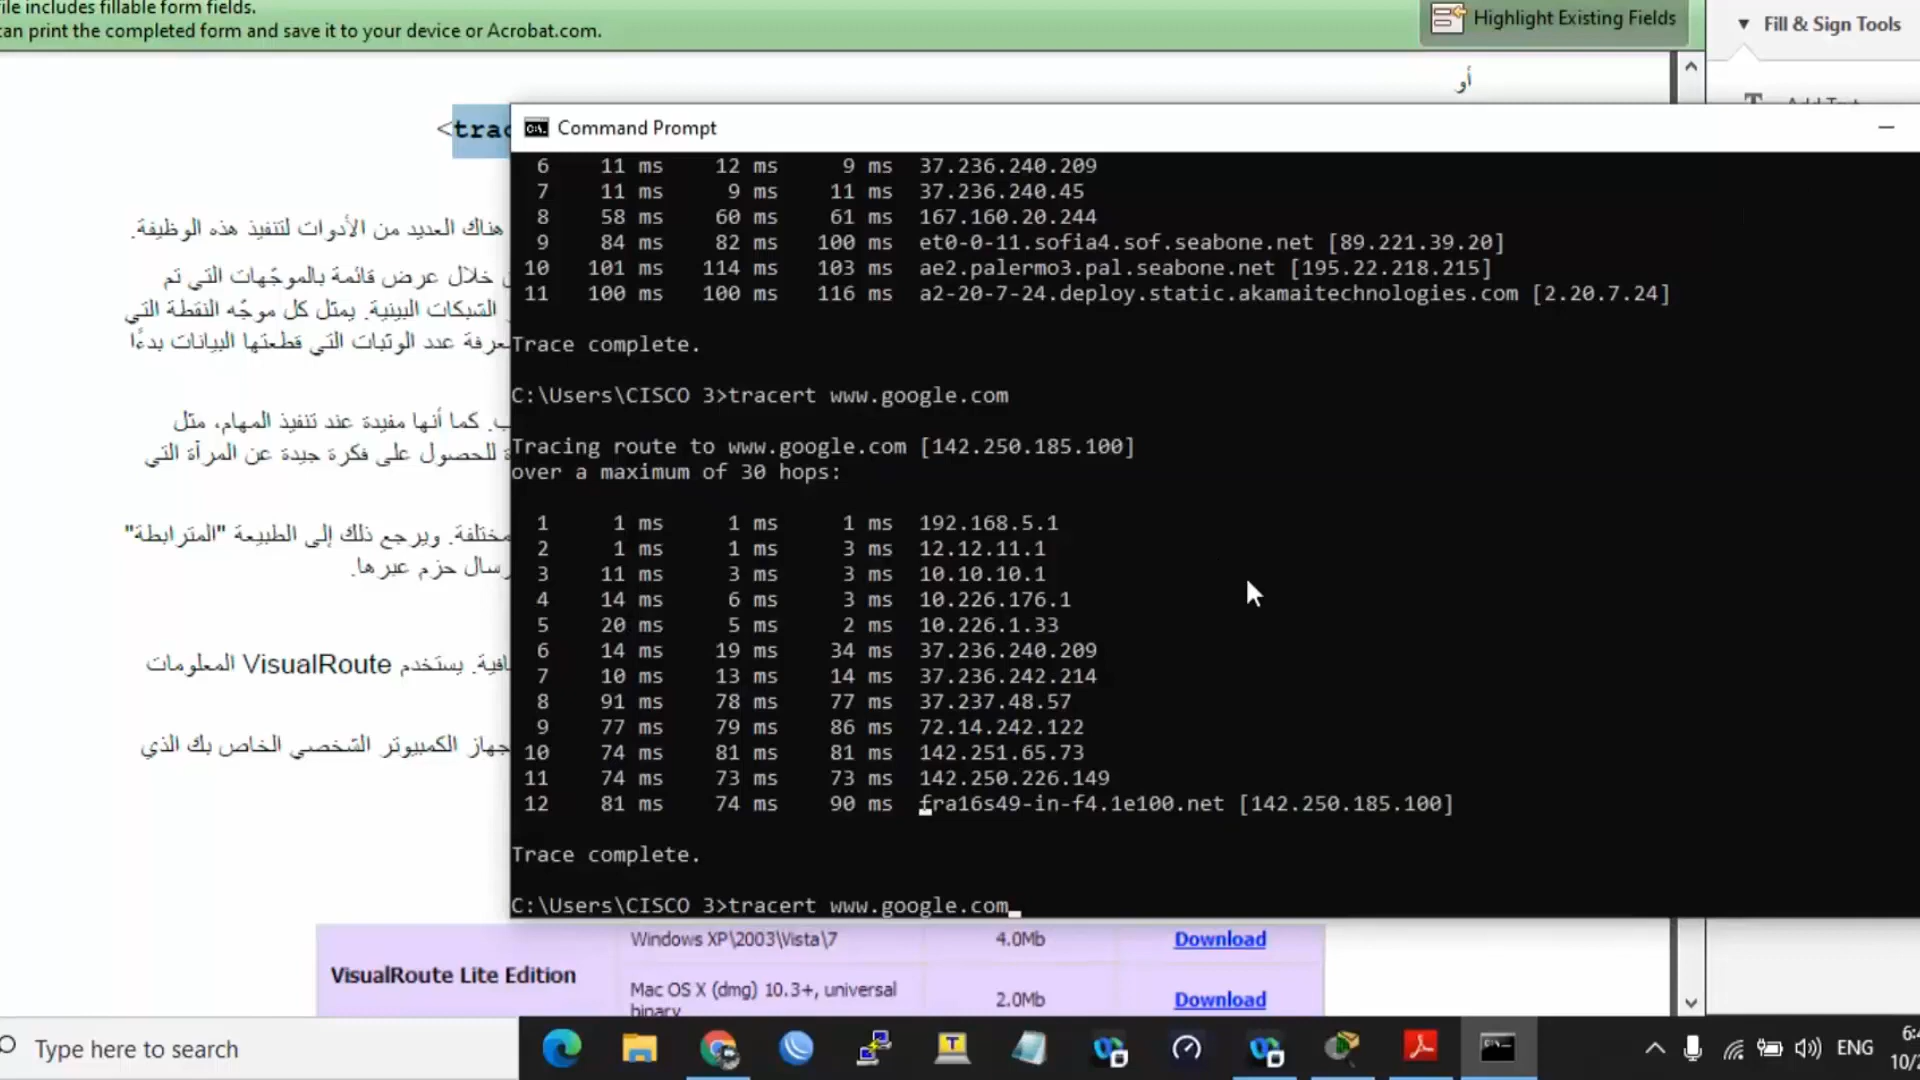 file includes fillable form fields.
can print the completed form and save it to your device or Acrobat.com.
Highlight Existing Fields
Fill & Sign Tools
أو
<trac
Command Prompt
6 11 ms 12 ms 9 ms 37.236.240.209
7 11 ms 9 ms 11 ms 37.236.240.45
8 58 ms 60 ms 61 ms 167.160.20.244
9 84 ms 82 ms 100 ms et0-0-11.sofia4.sof.seabone.net [89.221.39.20]
10 101 ms 114 ms 103 ms ae2.palermo3.pal.seabone.net [195.22.218.215]
11 100 ms 100 ms 116 ms a2-20-7-24.deploy.static.akamaitechnologies.com [2.20.7.24]
Trace complete.
C:\Users\CISCO 3>tracert www.google.com
Tracing route to www.google.com [142.250.185.100]
over a maximum of 30 hops:
1 1 ms 1 ms 1 ms 192.168.5.1
2 1 ms 1 ms 3 ms 12.12.11.1
3 11 ms 3 ms 3 ms 10.10.10.1
4 14 ms 6 ms 3 ms 10.226.176.1
5 20 ms 5 ms 2 ms 10.226.1.33
6 14 ms 19 ms 34 ms 37.236.240.209
7 10 ms 13 ms 14 ms 37.236.242.214
8 91 ms 78 ms 77 ms 37.237.48.57
9 77 ms 79 ms 86 ms 72.14.242.122
10 74 ms 81 ms 81 ms 142.251.65.73
11 74 ms 73 ms 73 ms 142.250.226.149
12 81 ms 74 ms 90 ms fra16s49-in-f4.1e100.net [142.250.185.100]
Trace complete.
C:\Users\CISCO 3>tracert www.google.com
هناك العديد من الأدوات لتنفيذ هذه الوظيفة.
خلال عرض قائمة بالموجّهات التي تم
الشبكات البينية. يمثل كل موجّه النقطة التي
معرفة عدد الوثبات التي قطعتها البيانات بدءًا
كما أنها مفيدة عند تنفيذ المهام، مثل
للحصول على فكرة جيدة عن المرآة التي
مختلفة. ويرجع ذلك إلى الطبيعة "المترابطة"
إرسال حزم عبرها.
يستخدم VisualRoute المعلومات
جهاز الكمبيوتر الشخصي الخاص بك الذي
VisualRoute Lite Edition
Windows XP\2003\Vista\7 4.0Mb Download
Mac OS X (dmg) 10.3+, universal
binary 2.0Mb Download
Type here to search
ENG